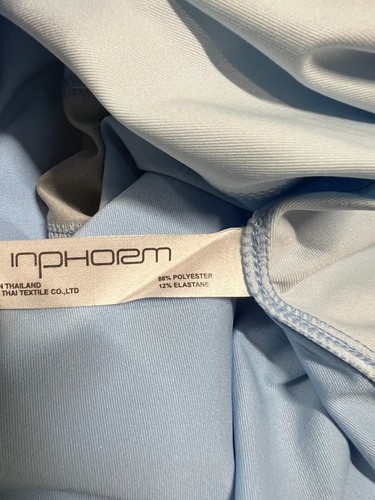 INPHORM
N THAILAND
THAI TEXTILE CO.,LTD
88% POLYESTER
12% ELASTANE